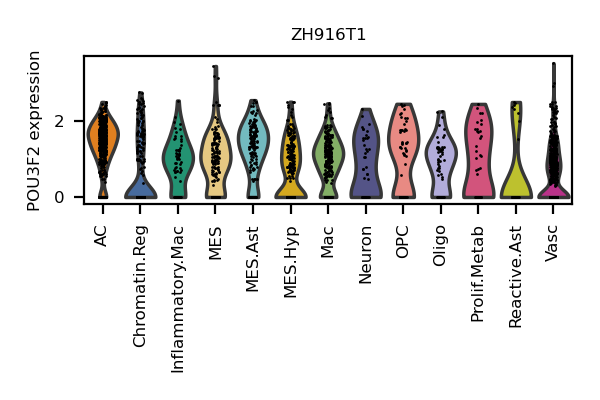 ZH916T1
POU3F2 expression
2
0
AC
Chromatin.Reg
Inflammatory.Mac
MES
MES.Ast
MES.Hyp
Mac
Neuron
OPC
Oligo
Prolif.Metab
Reactive.Ast
Vasc